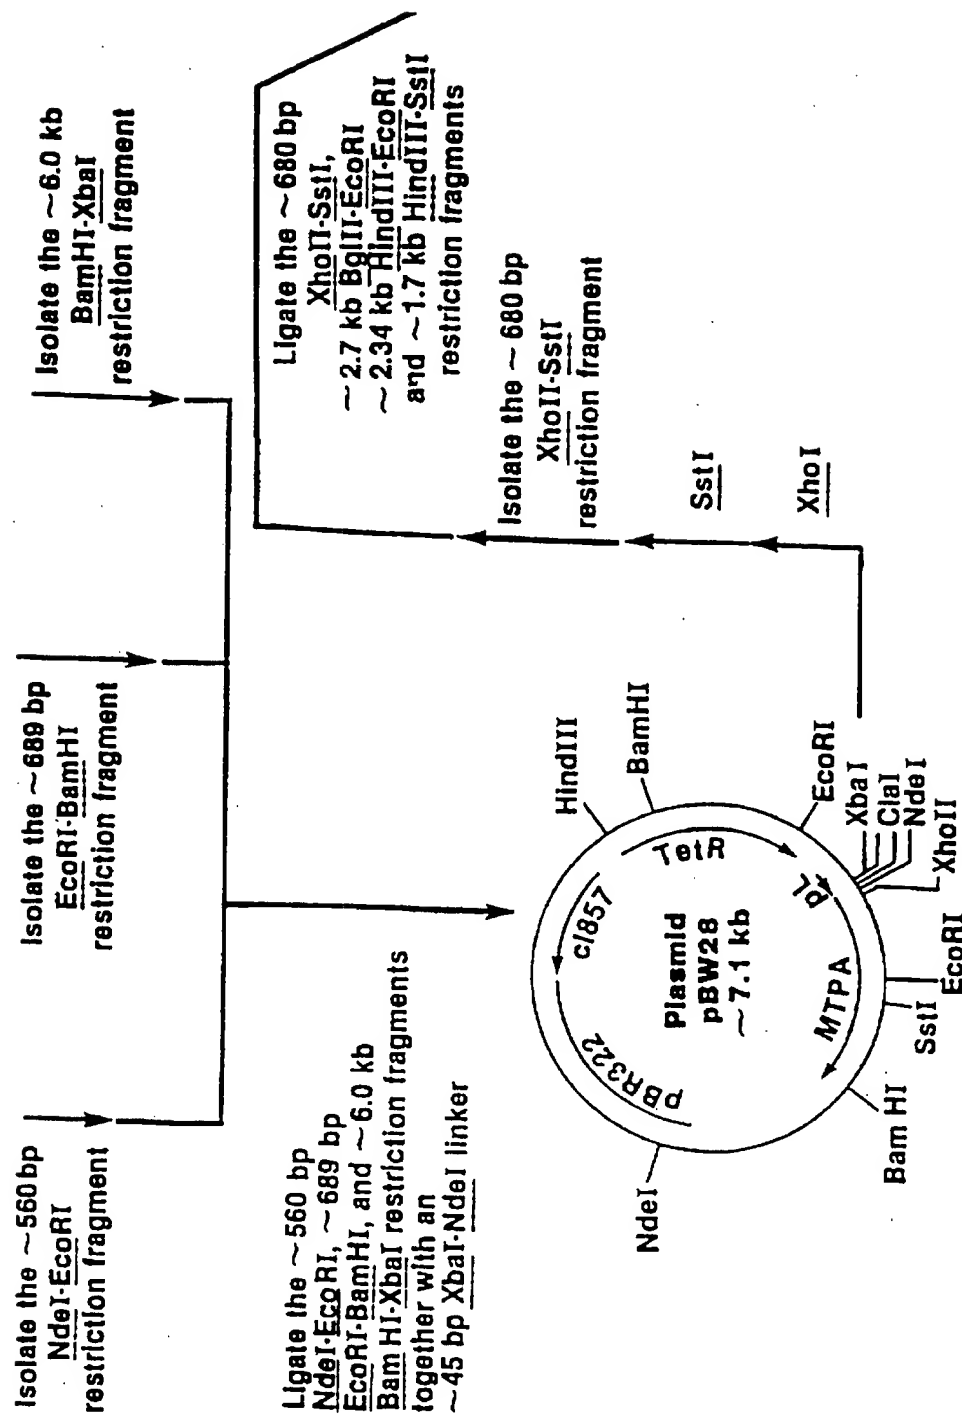 Isolate the ~560 bp
NdeI-EcoRI
restriction fragment
Isolate the ~689 bp
EcoRI-BamHI
restriction fragment
Isolate the ~6.0 kb
BamHI-XbaI
restriction fragment
Ligate the ~560 bp
NdeI-EcoRI, ~689 bp
EcoRI-BamHI, and ~6.0 kb
Bam HI-XbaI restriction fragments
together with an
~45 bp XbaI-NdeI linker
Ligate the ~680 bp
XhoII-SstI,
~2.7 kb BglII-EcoRI
~2.34 kb HindIII-EcoRI
and ~1.7 kb HindIII-SstI
restriction fragments
Isolate the ~680 bp
XhoII-SstI
restriction fragment
SstI
XhoI
HindIII
BamHI
EcoRI
XbaI
ClaI
NdeI
XhoII
EcoRI
SstI
Bam HI
NdeI
cI857
TetR
pL
MTPA
pBR322
Plasmid
pBW28
~7.1 kb